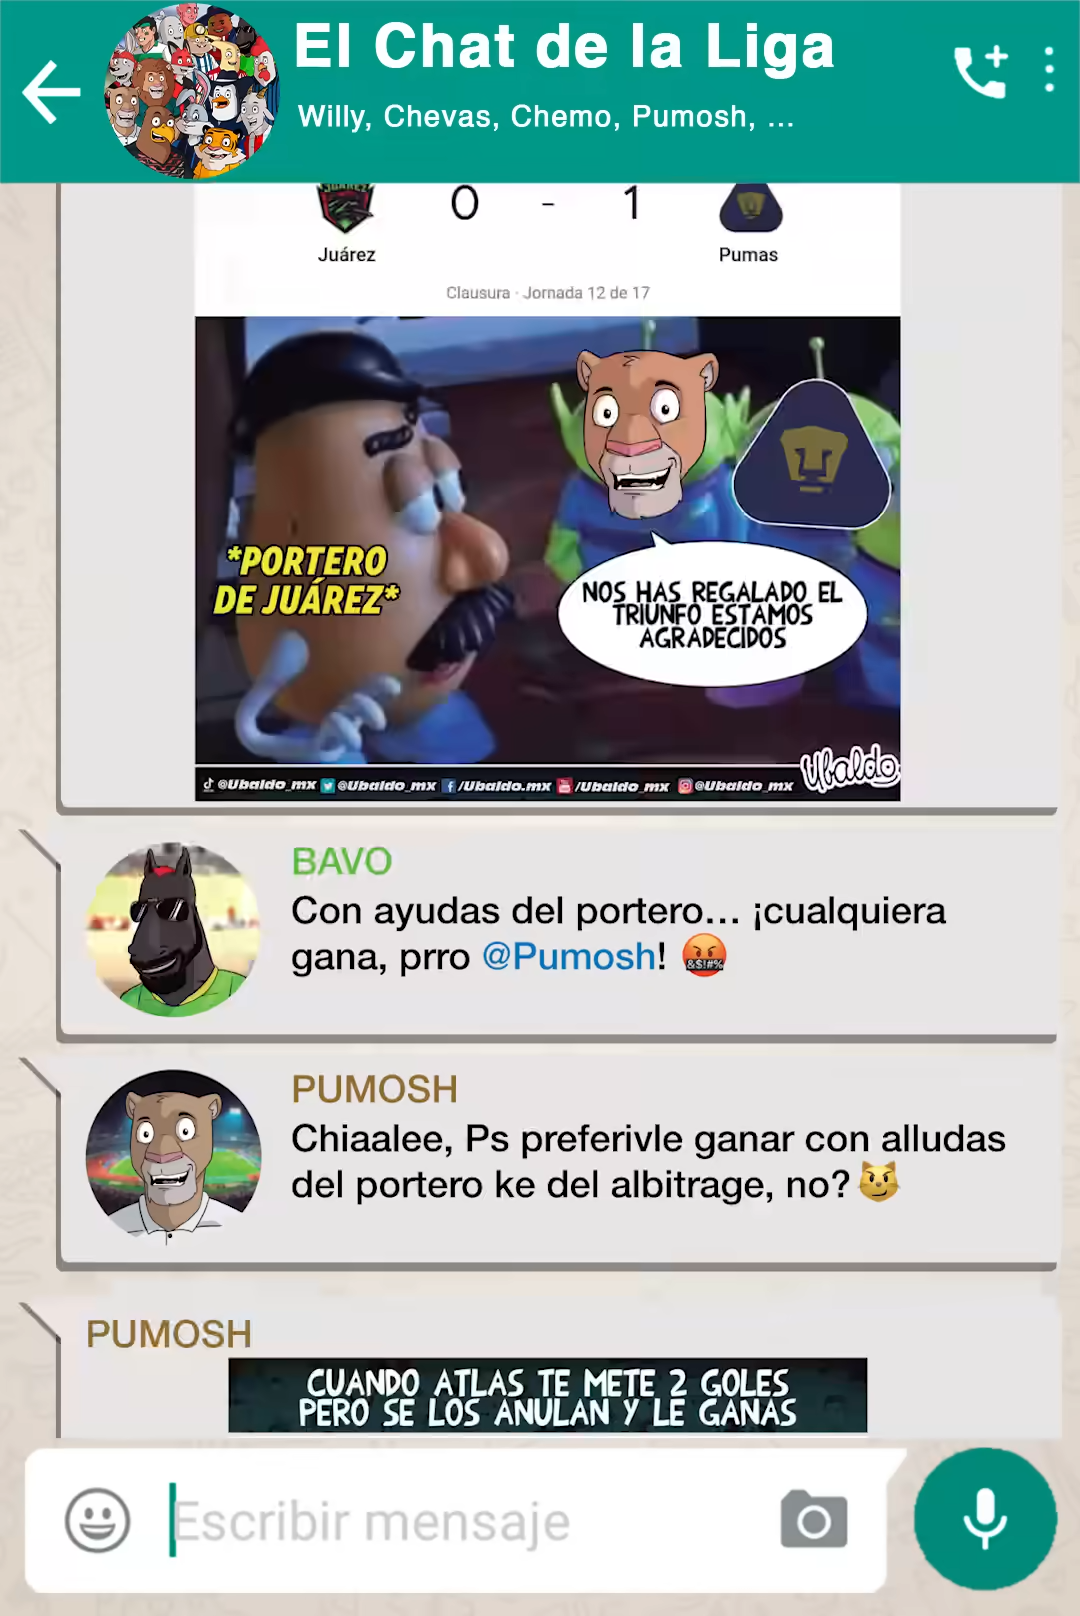 El Chat de la Liga
Willy, Chevas, Chemo, Pumosh, ...
JUÁREZ
0 - 1
Juárez
Pumas
Clausura · Jornada 12 de 17
*PORTERO
DE JUÁREZ*
NOS HAS REGALADO EL
TRIUNFO ESTAMOS
AGRADECIDOS
Ubaldo
@Ubaldo_mx @Ubaldo_mx /Ubaldo.mx /Ubaldo_mx @Ubaldo_mx
BAVO
Con ayudas del portero... ¡cualquiera
gana, prro @Pumosh! 🤬
PUMOSH
Chiaalee, Ps preferivle ganar con alludas
del portero ke del albitrage, no? 😼
PUMOSH
CUANDO ATLAS TE METE 2 GOLES
PERO SE LOS ANULAN Y LE GANAS
Escribir mensaje